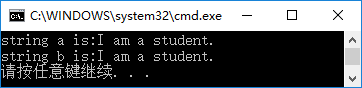 C:\WINDOWS\system32\cmd.exe
string a is:I am a student.
string b is:I am a student.
请按任意键继续. . .